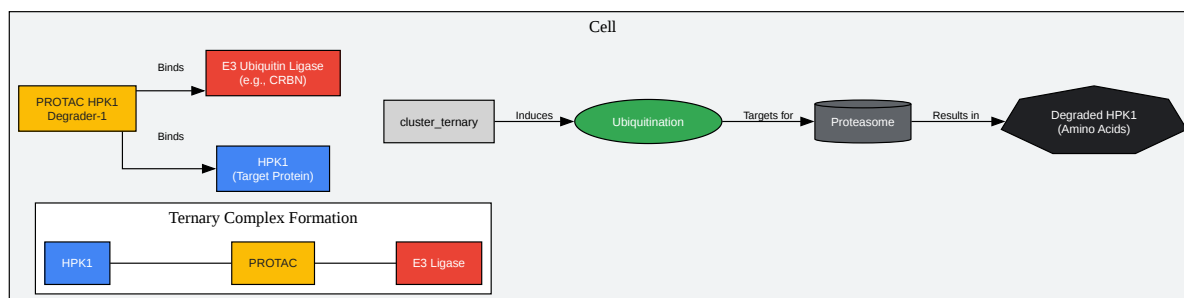 Cell
Binds
E3 Ubiquitin Ligase
(e.g., CRBN)
PROTAC HPK1
Degrader-1
Binds
HPK1
(Target Protein)
cluster_ternary
Induces
Ubiquitination
Targets for
Proteasome
Results in
Degraded HPK1
(Amino Acids)
Ternary Complex Formation
HPK1
PROTAC
E3 Ligase